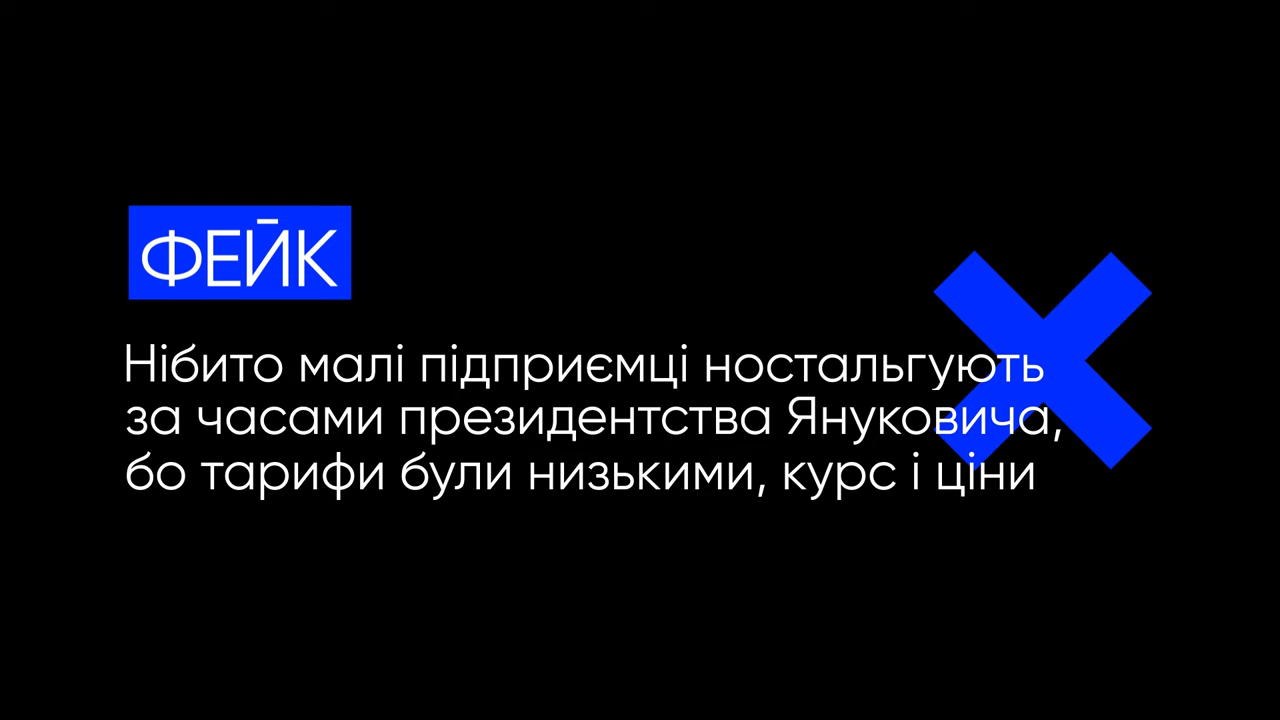 ФЕЙК
Нібито малі підприємці ностальгують
за часами президентства Януковича,
бо тарифи були низькими, курс і ціни